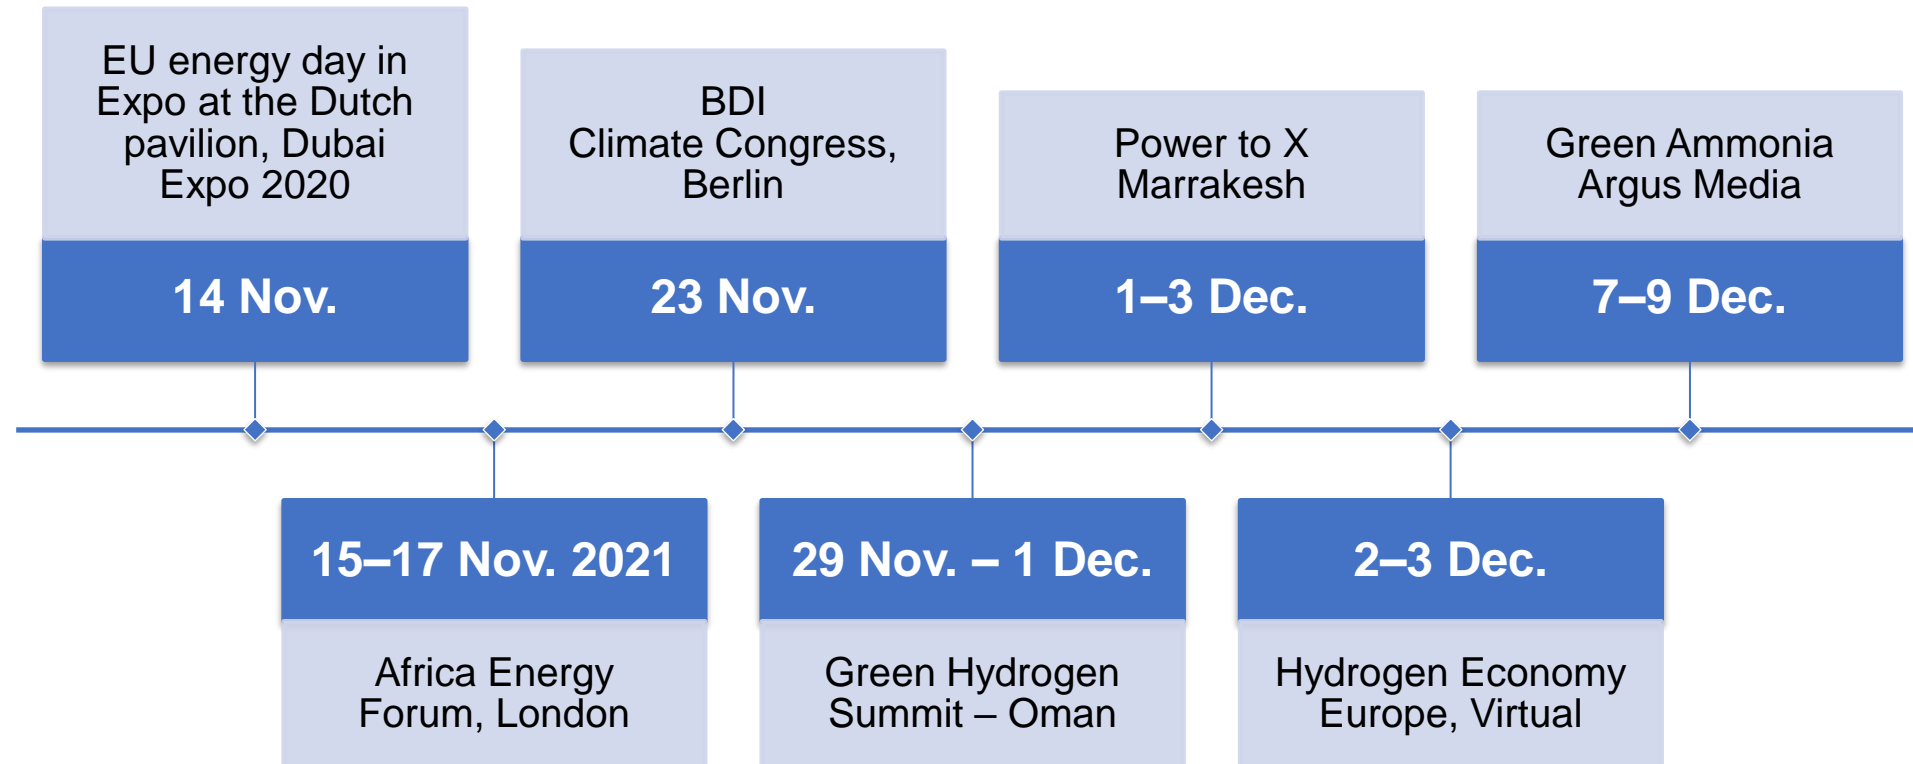 EU energy day in
Expo at the Dutch
pavilion, Dubai
Expo 2020
14 Nov.
15–17 Nov. 2021
Africa Energy
Forum, London
BDI
Climate Congress,
Berlin
23 Nov.
29 Nov. – 1 Dec.
Green Hydrogen
Summit – Oman
Power to X
Marrakesh
1–3 Dec.
2–3 Dec.
Hydrogen Economy
Europe, Virtual
Green Ammonia
Argus Media
7–9 Dec.